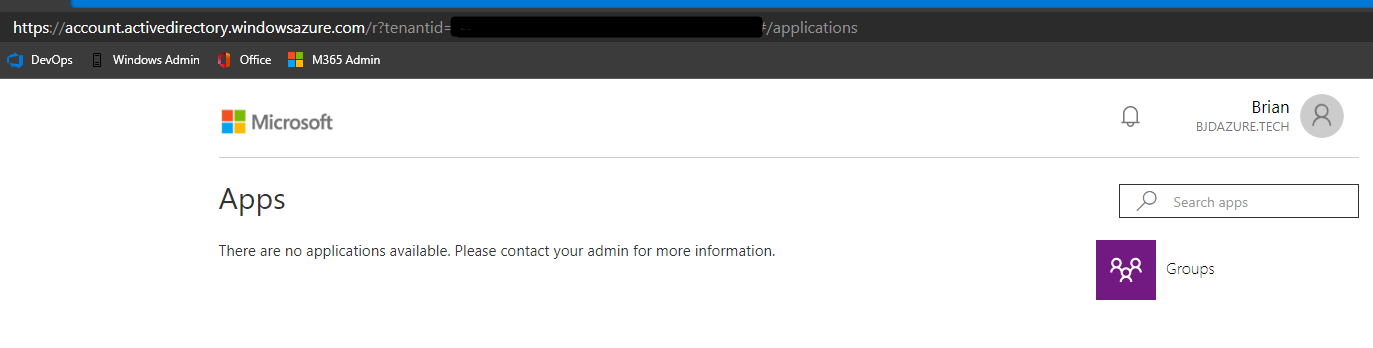 https://account.activedirectory.windowsazure.com/r?tenantid= #/applications
DevOps Windows Admin Office M365 Admin
Microsoft
Brian
BJDAZURE.TECH
Apps
Search apps
There are no applications available. Please contact your admin for more information.
Groups